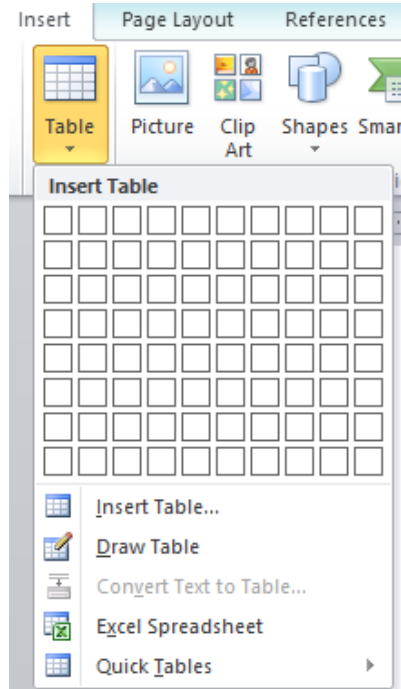 Insert Page Layout References
Table Picture Clip Art Shapes Smar
Insert Table
Insert Table...
Draw Table
Convert Text to Table...
Excel Spreadsheet
Quick Tables